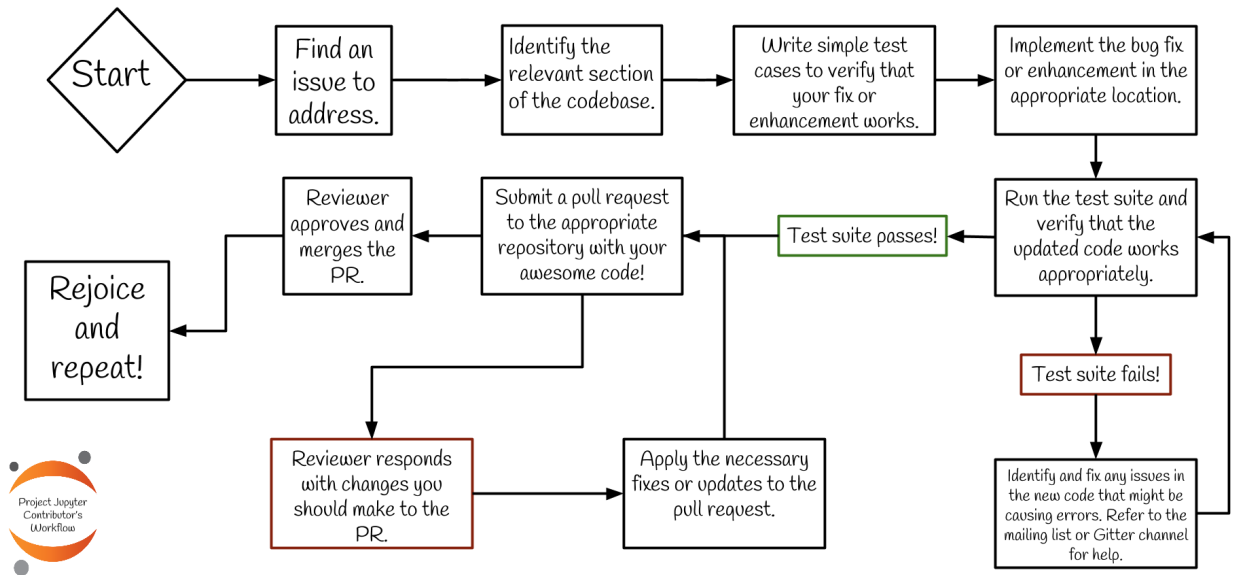 Start
Find an
issue to
address.
Identify the
relevant section
of the codebase.
Write simple test
cases to verify that
your fix or
enhancement works.
Implement the bug fix
or enhancement in the
appropriate location.
Run the test suite and
verify that the
updated code works
appropriately.
Test suite passes!
Submit a pull request
to the appropriate
repository with your
awesome code!
Reviewer
approves and
merges the
PR.
Rejoice
and
repeat!
Test suite fails!
Identify and fix any issues in
the new code that might be
causing errors. Refer to the
mailing list or Gitter channel
for help.
Reviewer responds
with changes you
should make to the
PR.
Apply the necessary
fixes or updates to the
pull request.
Project Jupyter
Contributor's
Workflow